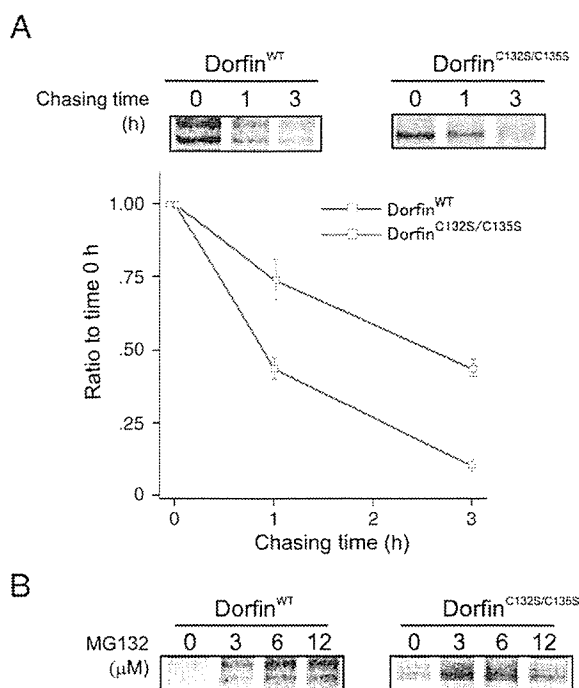 A
Dorfin^WT Dorfin^C132S/C135S
Chasing time (h) 0 1 3 0 1 3
1.00
.75
.50
.25
0
Ratio to time 0 h
Dorfin^WT
Dorfin^C132S/C135S
0 1 2 3
Chasing time (h)
B
Dorfin^WT Dorfin^C132S/C135S
MG132 (μM) 0 3 6 12 0 3 6 12